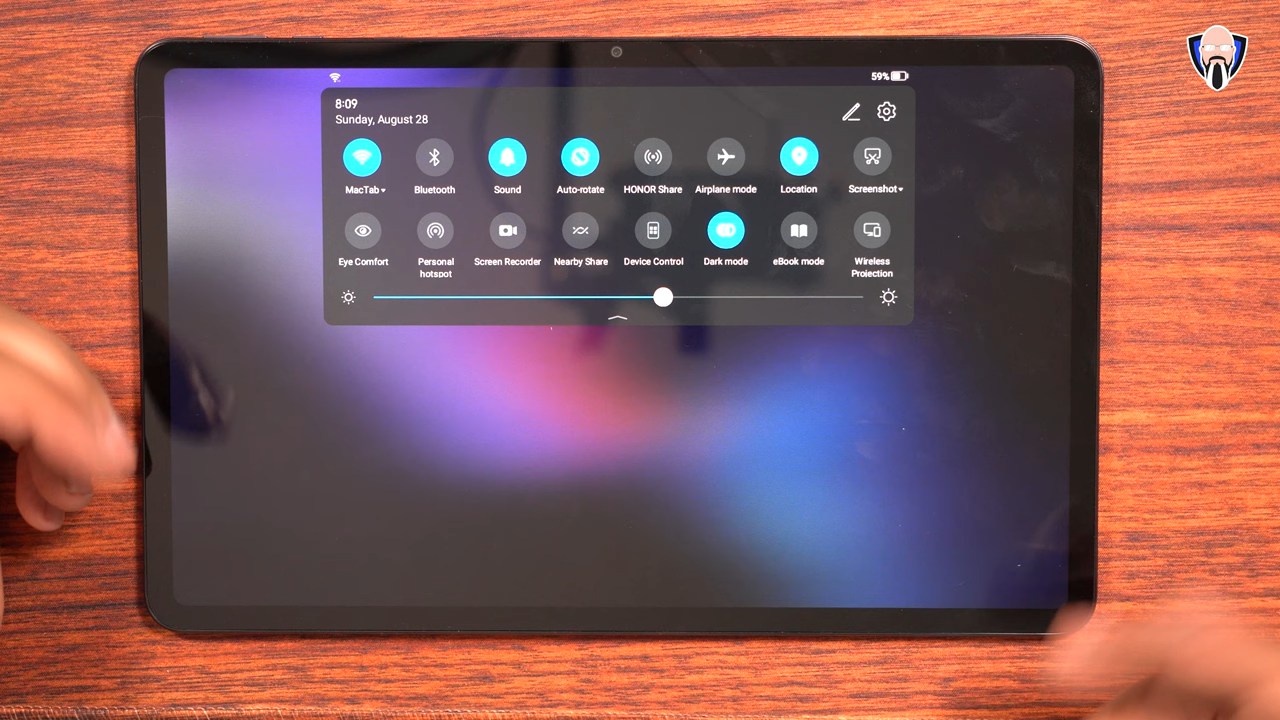 59%
8:09
Sunday, August 28
MacTab
Bluetooth
Sound
Auto-rotate
HONOR Share
Airplane mode
Location
Screenshot
Eye Comfort
Personal
hotspot
Screen Recorder
Nearby Share
Device Control
Dark mode
eBook mode
Wireless
Projection